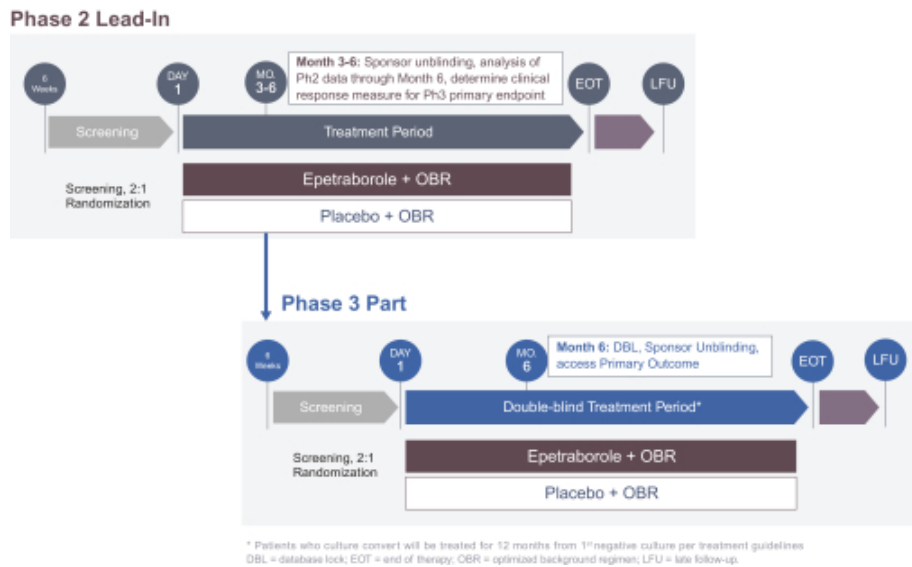 Phase 2 Lead-In
6
Weeks
DAY
1
MO.
3-6
Month 3-6: Sponsor unblinding, analysis of
Ph2 data through Month 6, determine clinical
response measure for Ph3 primary endpoint
EOT
LFU
Screening
Treatment Period
Screening, 2:1
Randomization
Epetraborole + OBR
Placebo + OBR
Phase 3 Part
6
Weeks
DAY
1
MO.
6
Month 6: DBL, Sponsor Unblinding,
access Primary Outcome
EOT
LFU
Screening
Double-blind Treatment Period*
Screening, 2:1
Randomization
Epetraborole + OBR
Placebo + OBR
* Patients who culture convert will be treated for 12 months from 1st negative culture per treatment guidelines
DBL = database lock; EOT = end of therapy; OBR = optimized background regimen; LFU = late follow-up.